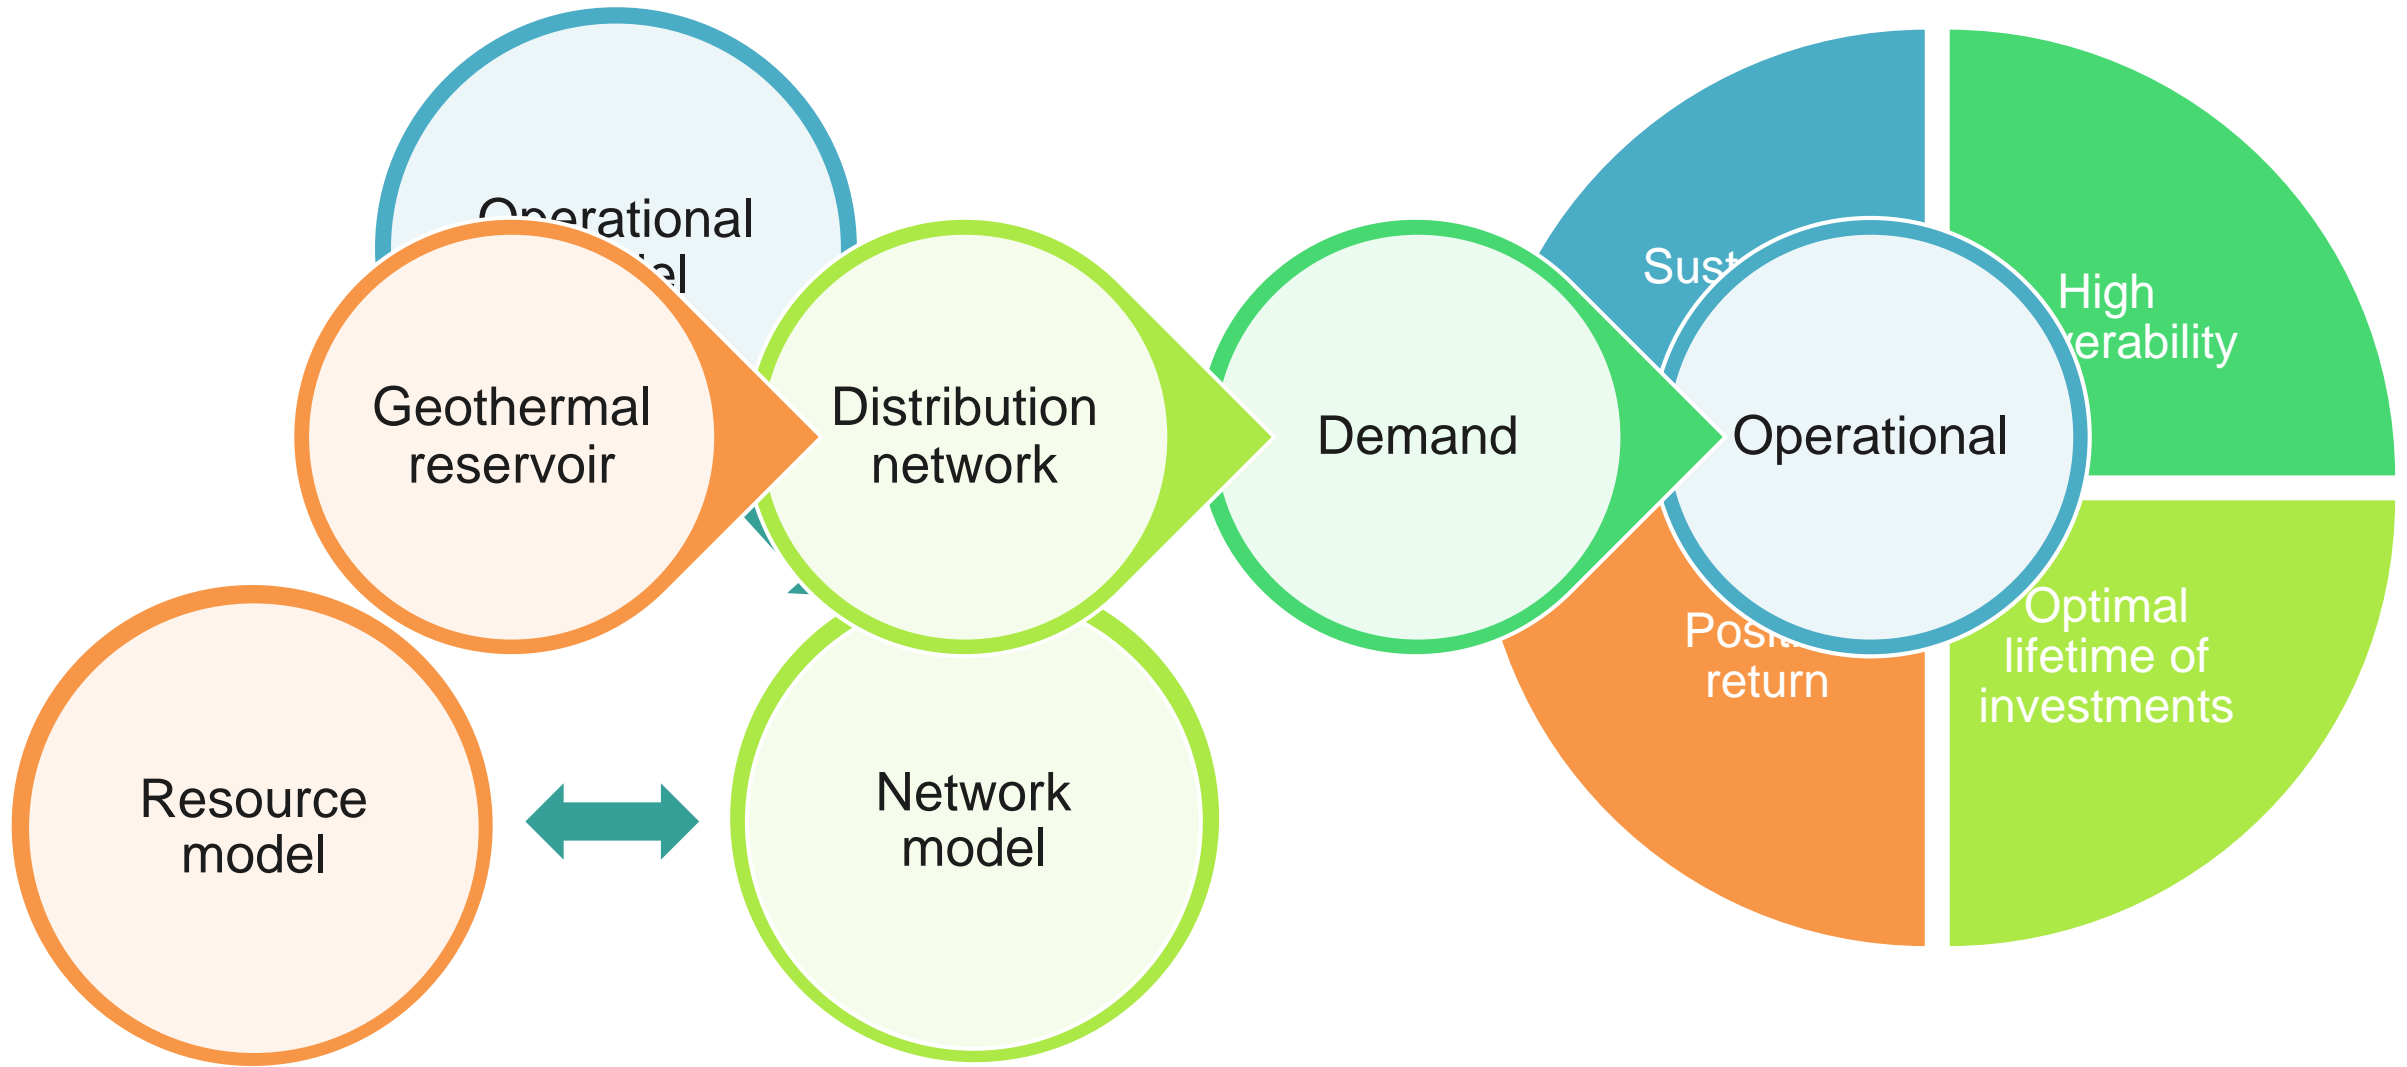 Operational
Geothermal
reservoir
Distribution
network
Demand
Operational
High
Optimal
lifetime of
investments
return
Resource
model
Network
model